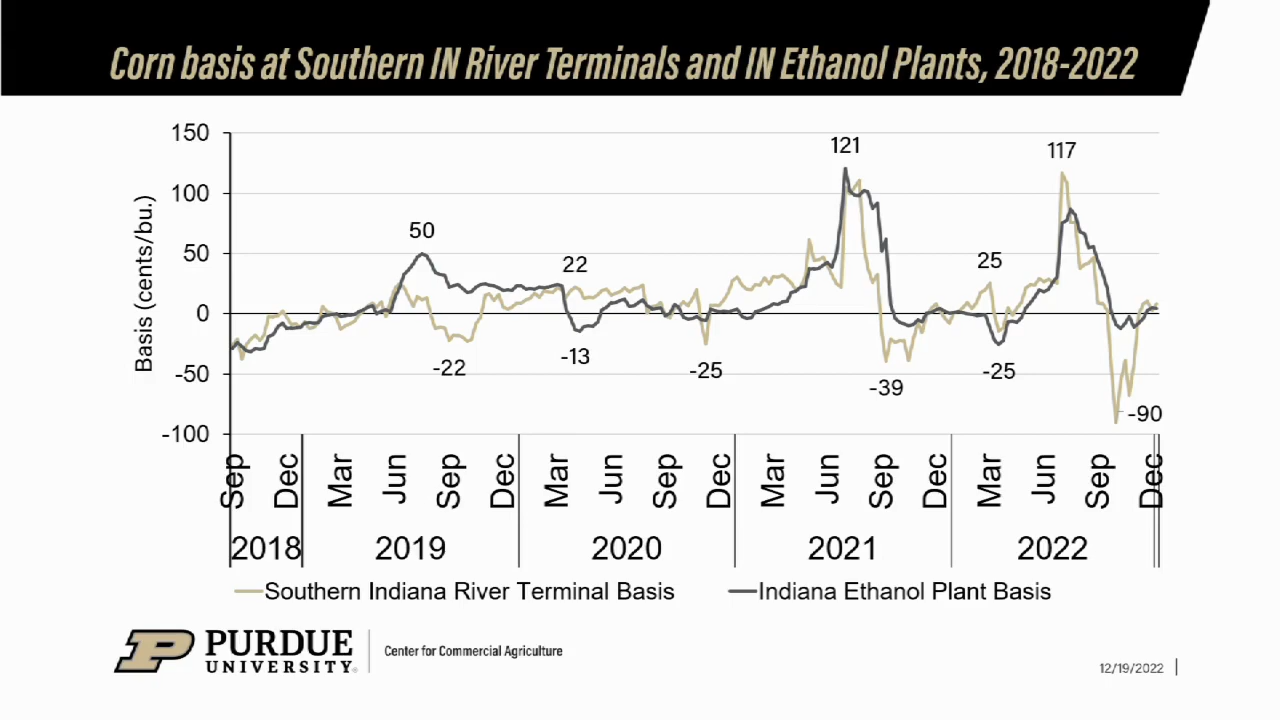 Corn basis at Southern IN River Terminals and IN Ethanol Plants, 2018-2022
Basis (cents/bu.)
150
100
50
0
-50
-100
50
-22
22
-13
-25
121
-39
25
-25
117
-90
Sep Dec Mar Jun Sep Dec Mar Jun Sep Dec Mar Jun Sep Dec Mar Jun Sep Dec
2018 2019 2020 2021 2022
Southern Indiana River Terminal Basis Indiana Ethanol Plant Basis
P PURDUE UNIVERSITY®
Center for Commercial Agriculture
12/19/2022